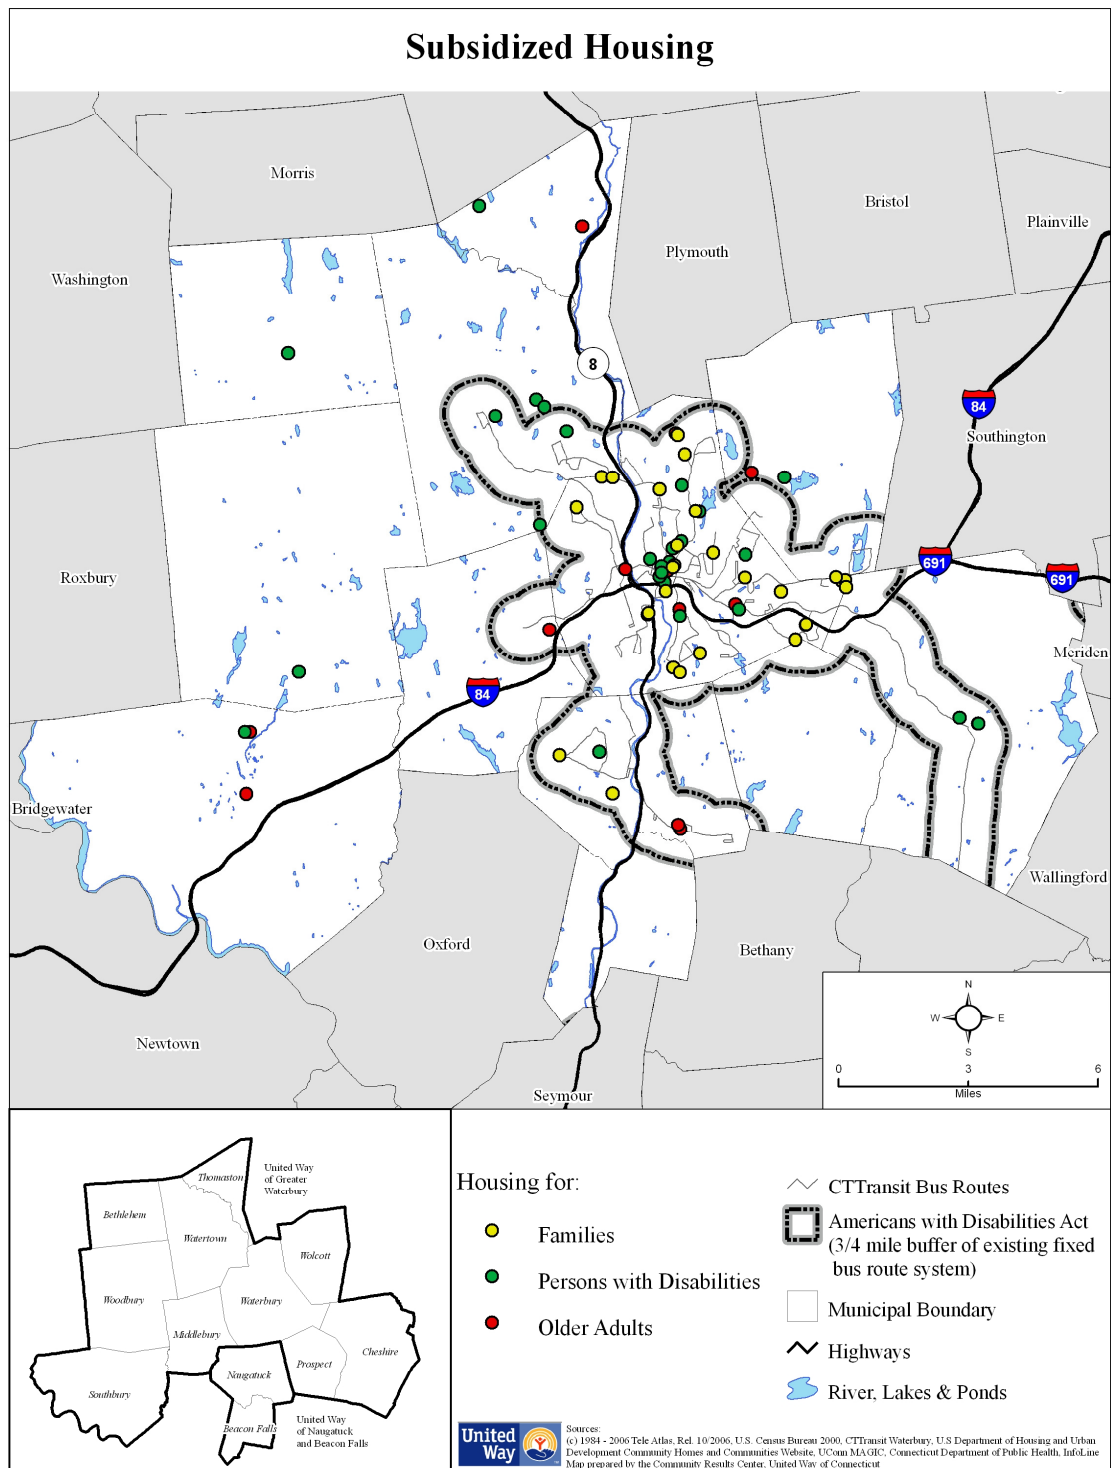 Subsidized Housing
Morris
Bristol
Plainville
Washington
Plymouth
8
84
Southington
691
691
Roxbury
Meriden
84
Bridgewater
Wallingford
Oxford
Bethany
Newtown
Seymour
N
W E
S
0 3 6
Miles
Thomaston
United Way
of Greater
Waterbury
Bethlehem
Watertown
Wolcott
Woodbury
Waterbury
Middlebury
Cheshire
Prospect
Naugatuck
Southbury
Beacon Falls
United Way
of Naugatuck
and Beacon Falls
Housing for:
Families
Persons with Disabilities
Older Adults
CTTransit Bus Routes
Americans with Disabilities Act
(3/4 mile buffer of existing fixed
bus route system)
Municipal Boundary
Highways
River, Lakes & Ponds
United
Way
Sources:
(c) 1984 - 2006 Tele Atlas, Rel. 10/2006, U.S. Census Bureau 2000, CTTransit Waterbury, U.S Department of Housing and Urban
Development Community Homes and Communities Website, UConn MAGIC, Connecticut Department of Public Health, InfoLine
Map prepared by the Community Results Center, United Way of Connecticut